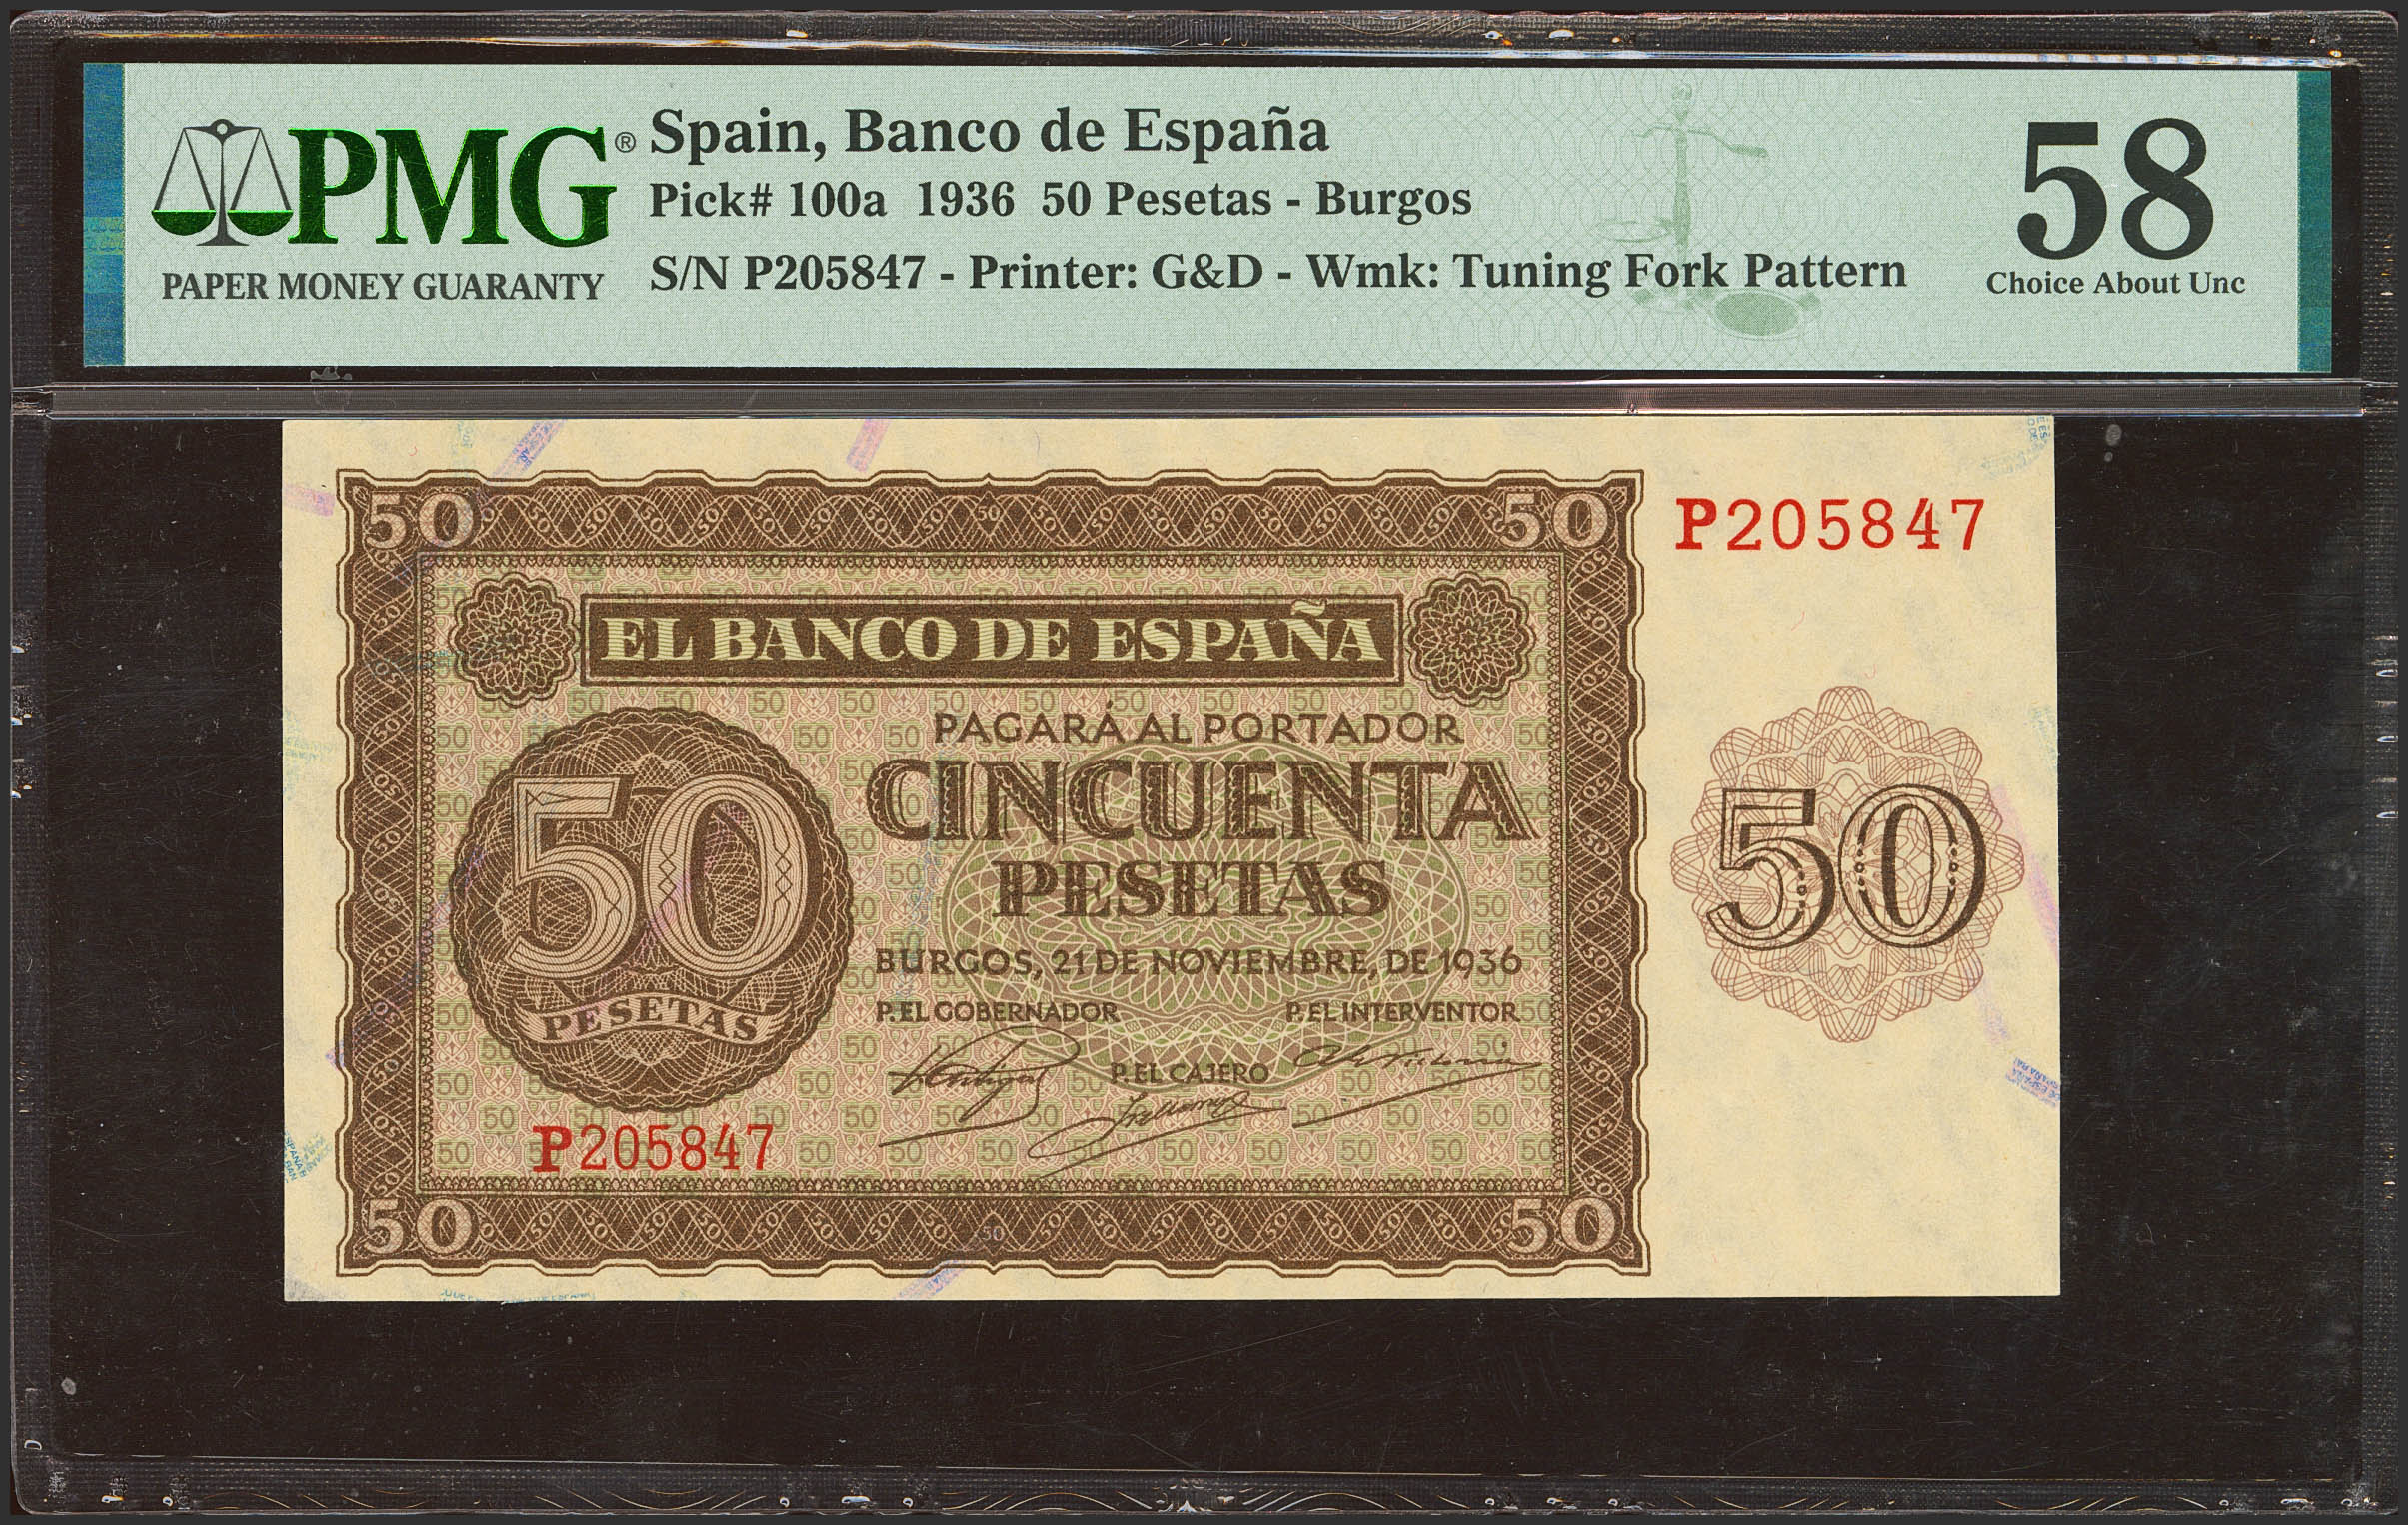 PMG®
PAPER MONEY GUARANTY
Spain, Banco de España
Pick# 100a 1936 50 Pesetas - Burgos
S/N P205847 - Printer: G&D - Wmk: Tuning Fork Pattern
58
Choice About Unc
50
50
P205847
EL BANCO DE ESPAÑA
PAGARÁ AL PORTADOR
CINCUENTA
PESETAS
50
PESETAS
50
BURGOS, 21 DE NOVIEMBRE, DE 1936
P. EL GOBERNADOR
P. EL INTERVENTOR
P. EL CAJERO
P205847
50
50